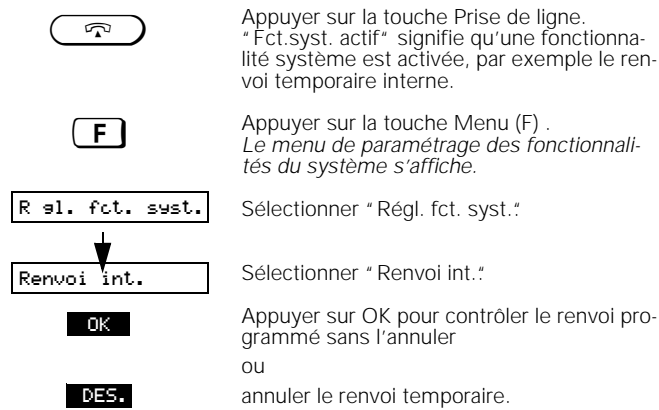 Appuyer sur la touche Prise de ligne.
"Fct.syst. actif" signifie qu'une fonctionna-
lité système est activée, par exemple le ren-
voi temporaire interne.
F
Appuyer sur la touche Menu (F) .
Le menu de paramétrage des fonctionnali-
tés du système s'affiche.
R gl. fct. syst.
Sélectionner "Régl. fct. syst."
Renvoi int.
Sélectionner "Renvoi int."
OK
Appuyer sur OK pour contrôler le renvoi pro-
grammé sans l'annuler
ou
DES.
annuler le renvoi temporaire.